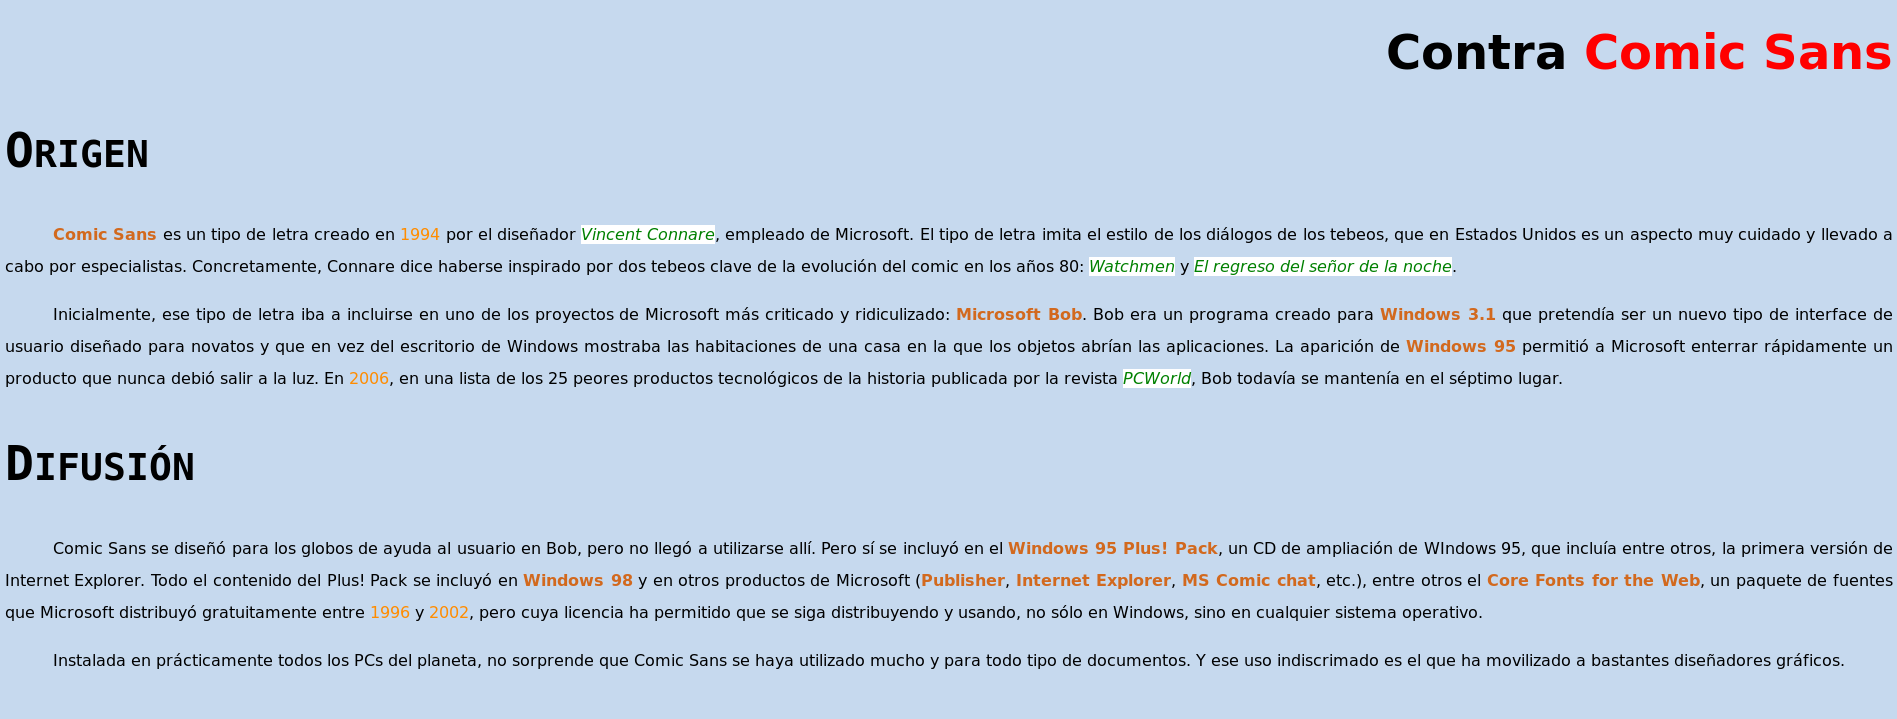 Contra Comic Sans
ORIGEN
Comic Sans es un tipo de letra creado en 1994 por el diseñador Vincent Connare, empleado de Microsoft. El tipo de letra imita el estilo de los diálogos de los tebeos, que en Estados Unidos es un aspecto muy cuidado y llevado a
cabo por especialistas. Concretamente, Connare dice haberse inspirado por dos tebeos clave de la evolución del comic en los años 80: Watchmen y El regreso del señor de la noche.
Inicialmente, ese tipo de letra iba a incluirse en uno de los proyectos de Microsoft más criticado y ridiculizado: Microsoft Bob. Bob era un programa creado para Windows 3.1 que pretendía ser un nuevo tipo de interface de
usuario diseñado para novatos y que en vez del escritorio de Windows mostraba las habitaciones de una casa en la que los objetos abrían las aplicaciones. La aparición de Windows 95 permitió a Microsoft enterrar rápidamente un
producto que nunca debió salir a la luz. En 2006, en una lista de los 25 peores productos tecnológicos de la historia publicada por la revista PCWorld, Bob todavía se mantenía en el séptimo lugar.
DIFUSIÓN
Comic Sans se diseñó para los globos de ayuda al usuario en Bob, pero no llegó a utilizarse allí. Pero sí se incluyó en el Windows 95 Plus! Pack, un CD de ampliación de WIndows 95, que incluía entre otros, la primera versión de
Internet Explorer. Todo el contenido del Plus! Pack se incluyó en Windows 98 y en otros productos de Microsoft (Publisher, Internet Explorer, MS Comic chat, etc.), entre otros el Core Fonts for the Web, un paquete de fuentes
que Microsoft distribuyó gratuitamente entre 1996 y 2002, pero cuya licencia ha permitido que se siga distribuyendo y usando, no sólo en Windows, sino en cualquier sistema operativo.
Instalada en prácticamente todos los PCs del planeta, no sorprende que Comic Sans se haya utilizado mucho y para todo tipo de documentos. Y ese uso indiscrimado es el que ha movilizado a bastantes diseñadores gráficos.